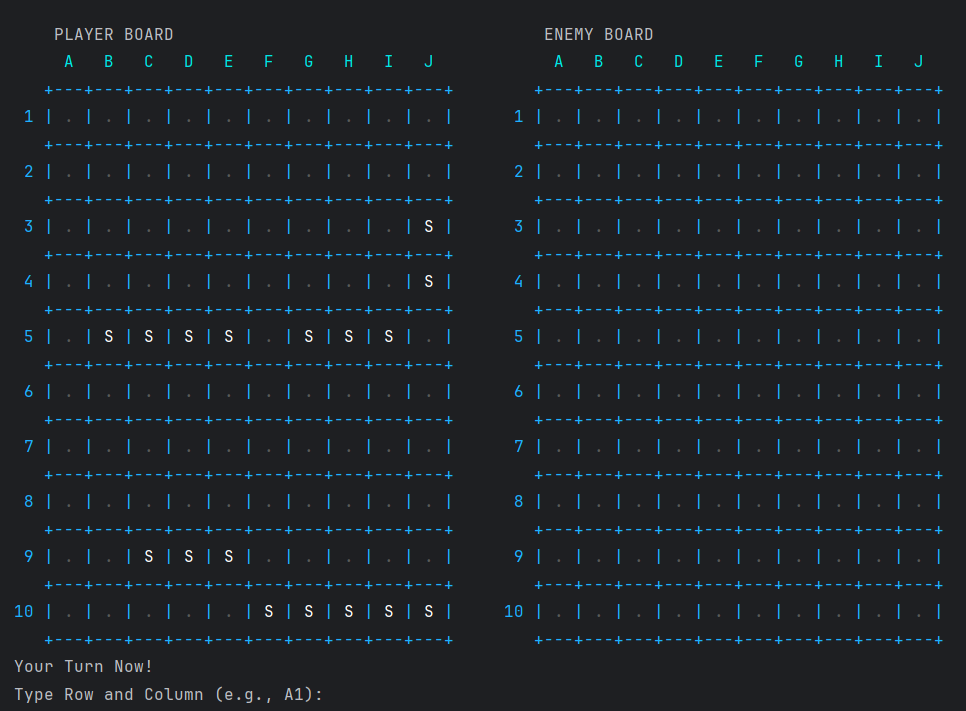 PLAYER BOARD                                     ENEMY BOARD
     A   B   C   D   E   F   G   H   I   J            A   B   C   D   E   F   G   H   I   J
   +---+---+---+---+---+---+---+---+---+---+        +---+---+---+---+---+---+---+---+---+---+
 1 | . | . | . | . | . | . | . | . | . | . |      1 | . | . | . | . | . | . | . | . | . | . |
   +---+---+---+---+---+---+---+---+---+---+        +---+---+---+---+---+---+---+---+---+---+
 2 | . | . | . | . | . | . | . | . | . | . |      2 | . | . | . | . | . | . | . | . | . | . |
   +---+---+---+---+---+---+---+---+---+---+        +---+---+---+---+---+---+---+---+---+---+
 3 | . | . | . | . | . | . | . | . | . | S |      3 | . | . | . | . | . | . | . | . | . | . |
   +---+---+---+---+---+---+---+---+---+---+        +---+---+---+---+---+---+---+---+---+---+
 4 | . | . | . | . | . | . | . | . | . | S |      4 | . | . | . | . | . | . | . | . | . | . |
   +---+---+---+---+---+---+---+---+---+---+        +---+---+---+---+---+---+---+---+---+---+
 5 | . | S | S | S | S | . | S | S | S | . |      5 | . | . | . | . | . | . | . | . | . | . |
   +---+---+---+---+---+---+---+---+---+---+        +---+---+---+---+---+---+---+---+---+---+
 6 | . | . | . | . | . | . | . | . | . | . |      6 | . | . | . | . | . | . | . | . | . | . |
   +---+---+---+---+---+---+---+---+---+---+        +---+---+---+---+---+---+---+---+---+---+
 7 | . | . | . | . | . | . | . | . | . | . |      7 | . | . | . | . | . | . | . | . | . | . |
   +---+---+---+---+---+---+---+---+---+---+        +---+---+---+---+---+---+---+---+---+---+
 8 | . | . | . | . | . | . | . | . | . | . |      8 | . | . | . | . | . | . | . | . | . | . |
   +---+---+---+---+---+---+---+---+---+---+        +---+---+---+---+---+---+---+---+---+---+
 9 | . | . | S | S | S | . | . | . | . | . |      9 | . | . | . | . | . | . | . | . | . | . |
   +---+---+---+---+---+---+---+---+---+---+        +---+---+---+---+---+---+---+---+---+---+
10 | . | . | . | . | . | S | S | S | S | S |     10 | . | . | . | . | . | . | . | . | . | . |
   +---+---+---+---+---+---+---+---+---+---+        +---+---+---+---+---+---+---+---+---+---+
Your Turn Now!
Type Row and Column (e.g., A1):